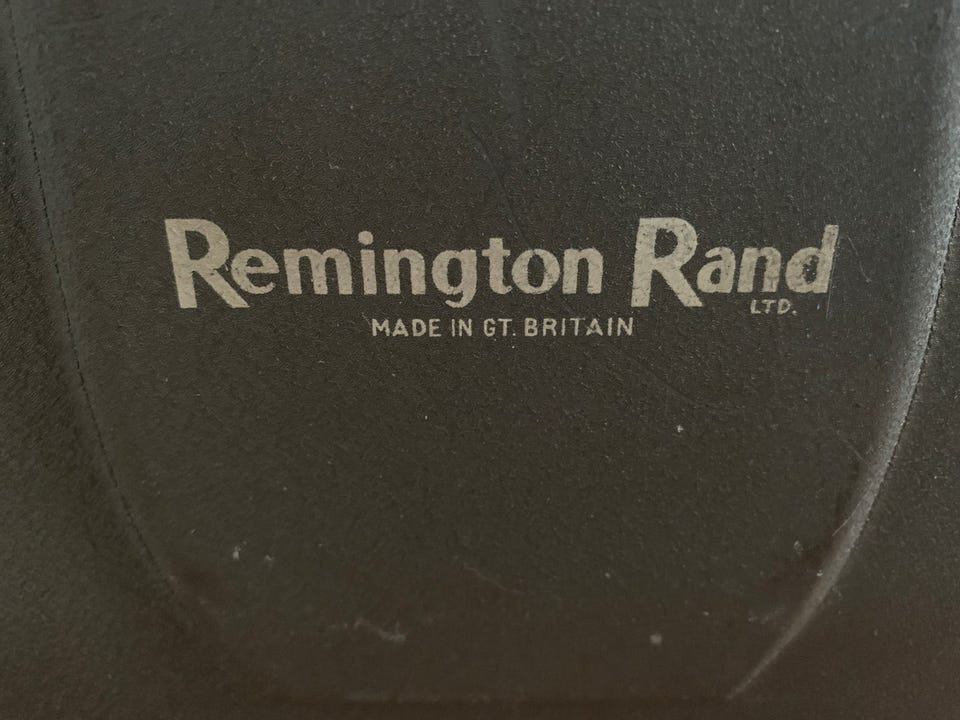 Remington Rand
LTD.
MADE IN GT. BRITAIN